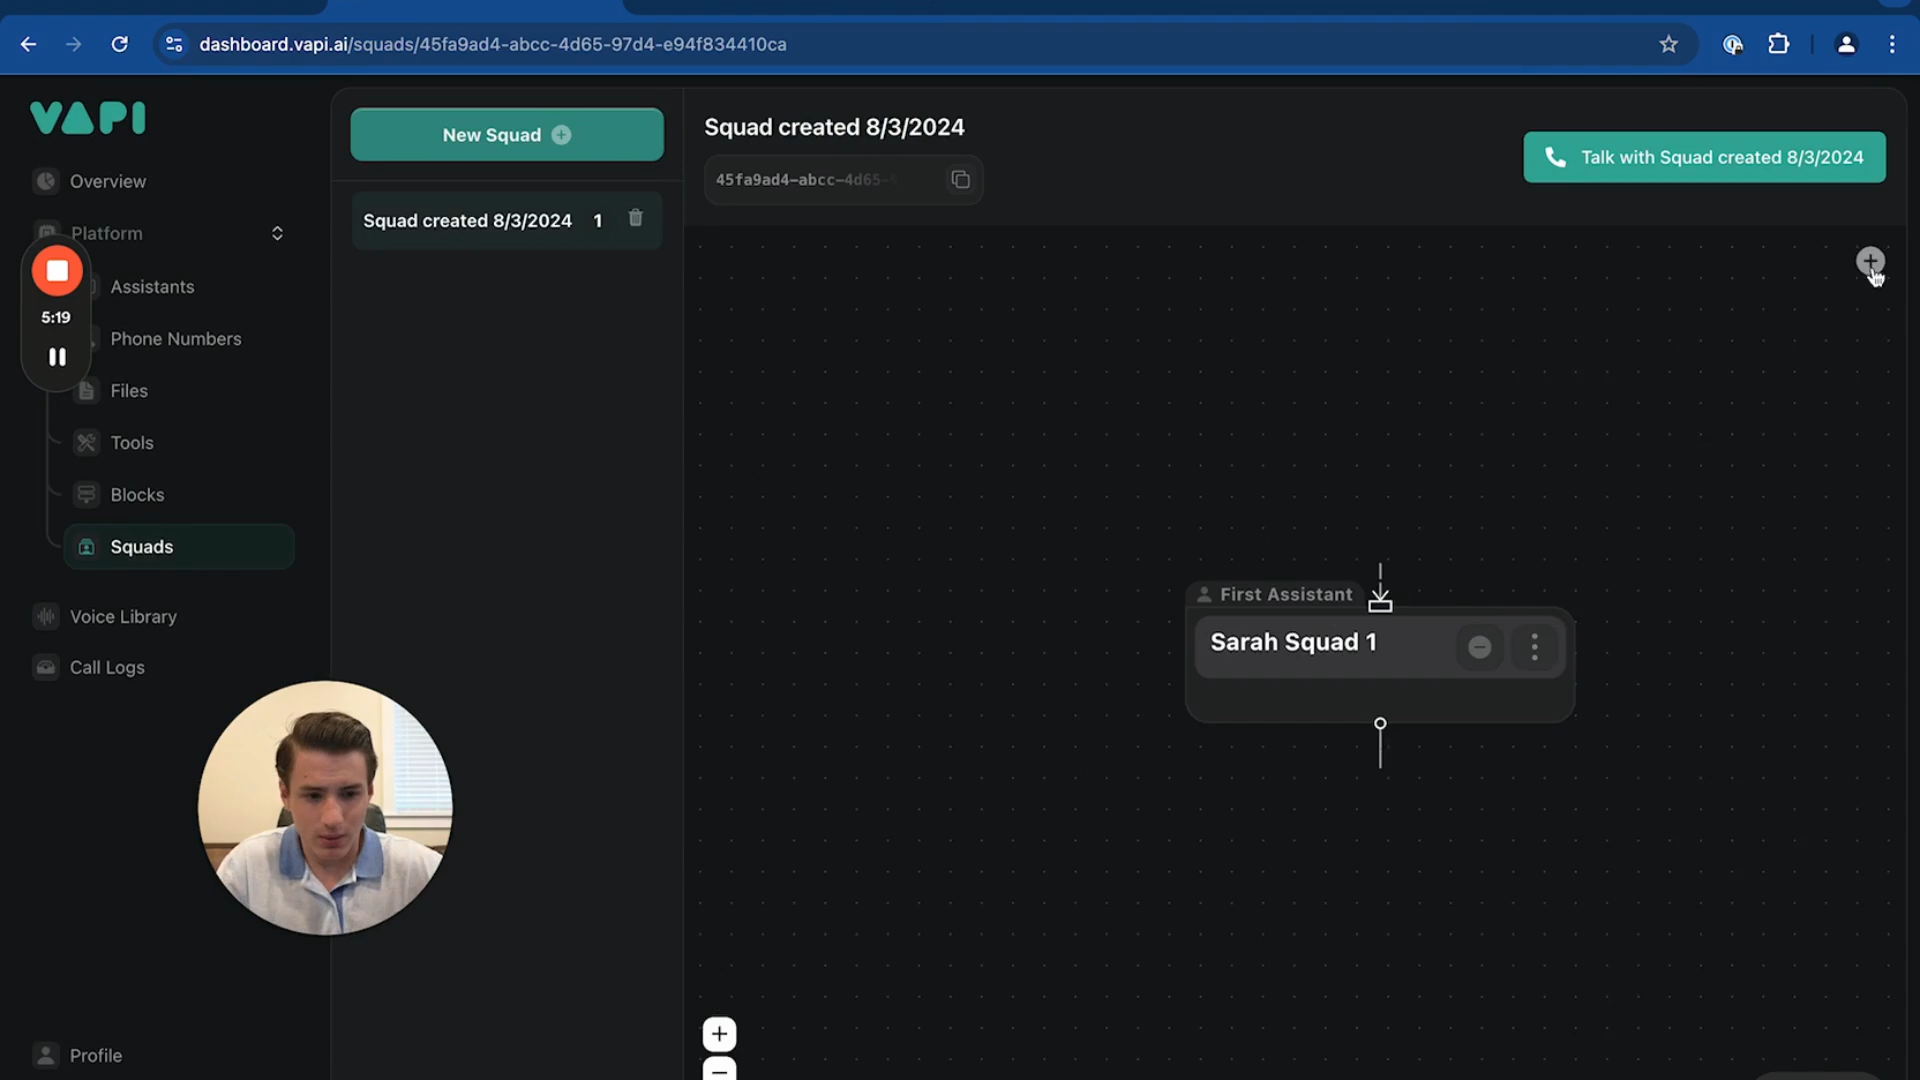 dashboard.vapi.ai/squads/45fa9ad4-abcc-4d65-97d4-e94f834410ca
VAPI
Overview
Platform
5:19
Assistants
Phone Numbers
Files
Tools
Blocks
Squads
Voice Library
Call Logs
Profile
New Squad
Squad created 8/3/2024 1
Squad created 8/3/2024
45fa9ad4-abcc-4d65-
Talk with Squad created 8/3/2024
First Assistant
Sarah Squad 1